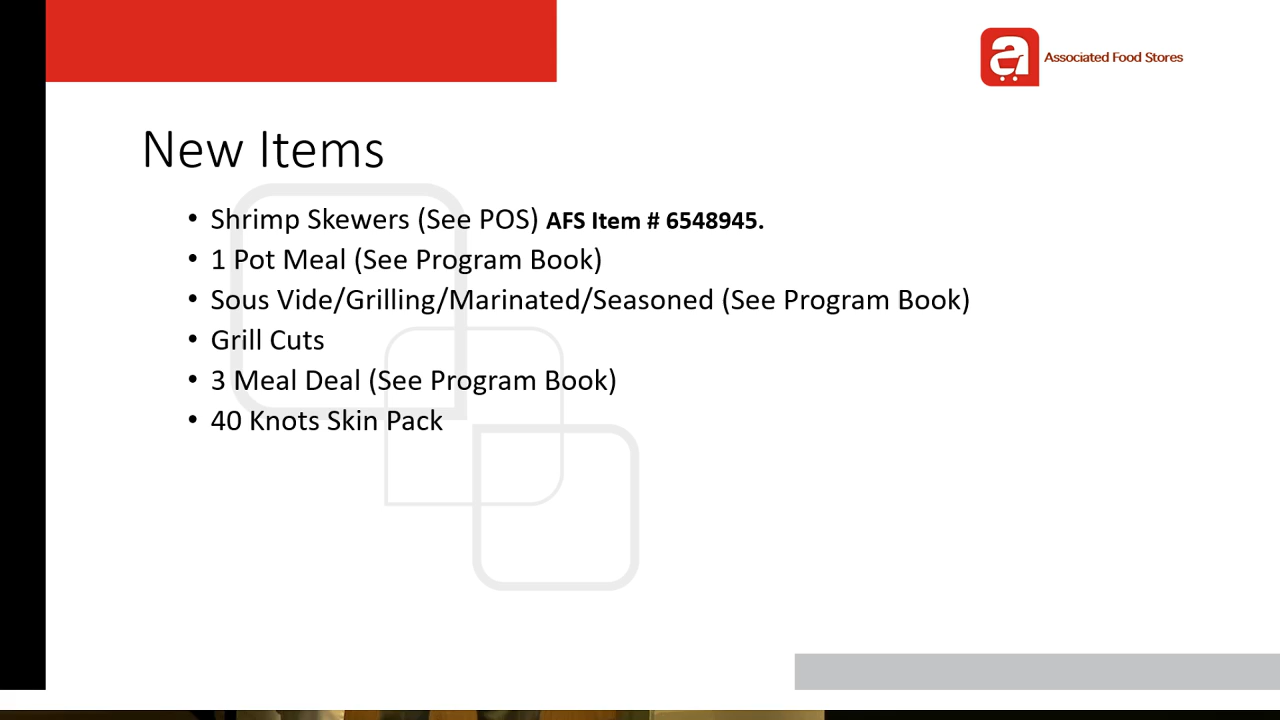 a
Associated Food Stores
New Items
• Shrimp Skewers (See POS) AFS Item # 6548945.
• 1 Pot Meal (See Program Book)
• Sous Vide/Grilling/Marinated/Seasoned (See Program Book)
• Grill Cuts
• 3 Meal Deal (See Program Book)
• 40 Knots Skin Pack